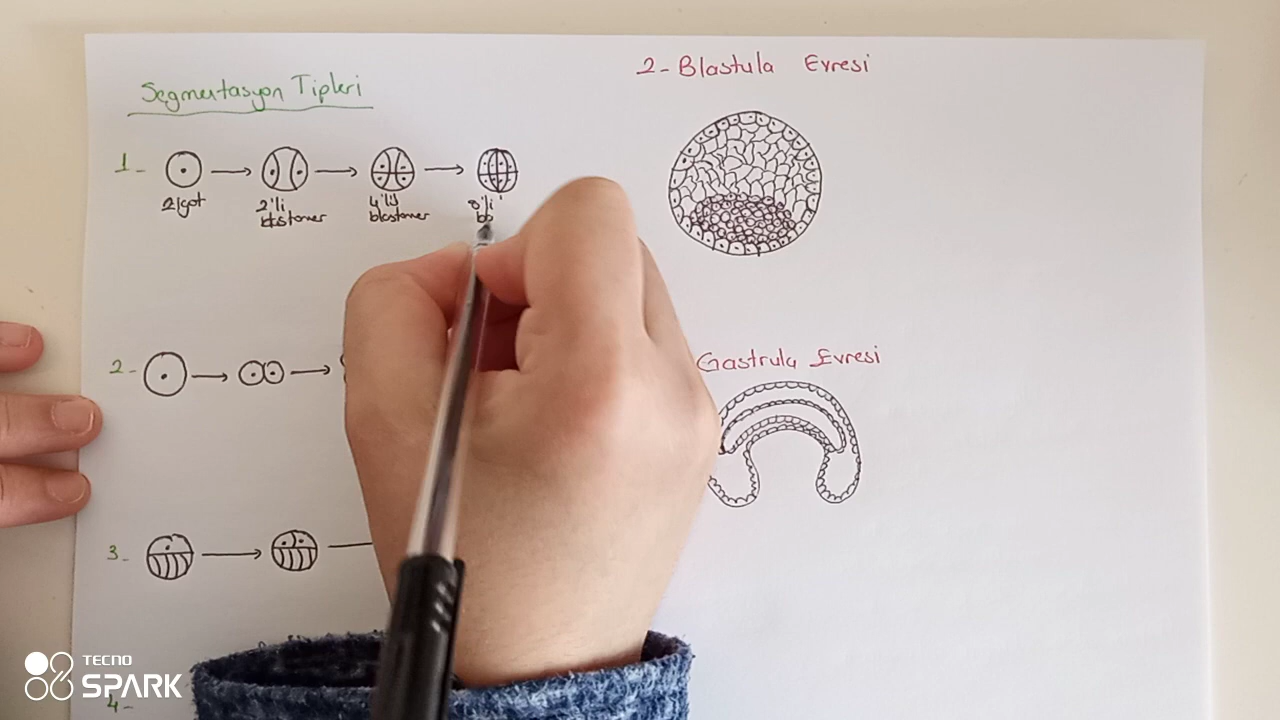 Segmentasyon Tipleri
1-
zigot
2'li
blastomer
4'lü
blastomer
8'li
2-
3-
4-
2- Blastula Evresi
Gastrula Evresi
TECNO
SPARK